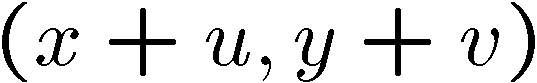 (x + u, y + v)